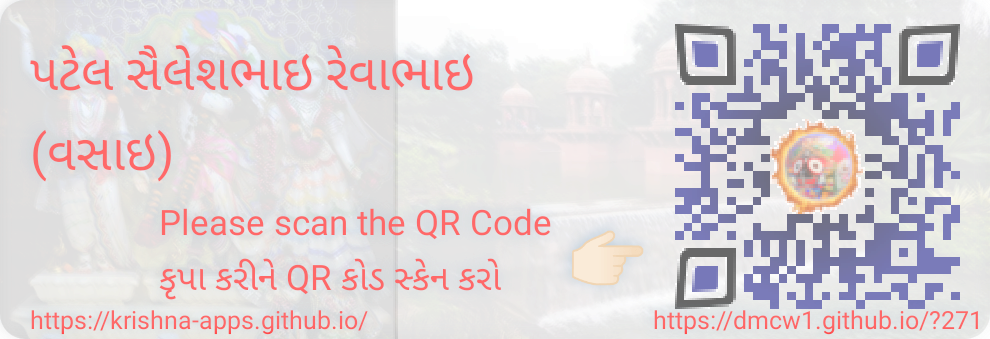 પટેલ સૈલેશભાઇ રેવાભાઇ
(વસાઇ)
Please scan the QR Code
કૃપા કરીને QR કોડ સ્કેન કરો
https://krishna-apps.github.io/
https://dmcw1.github.io/?271